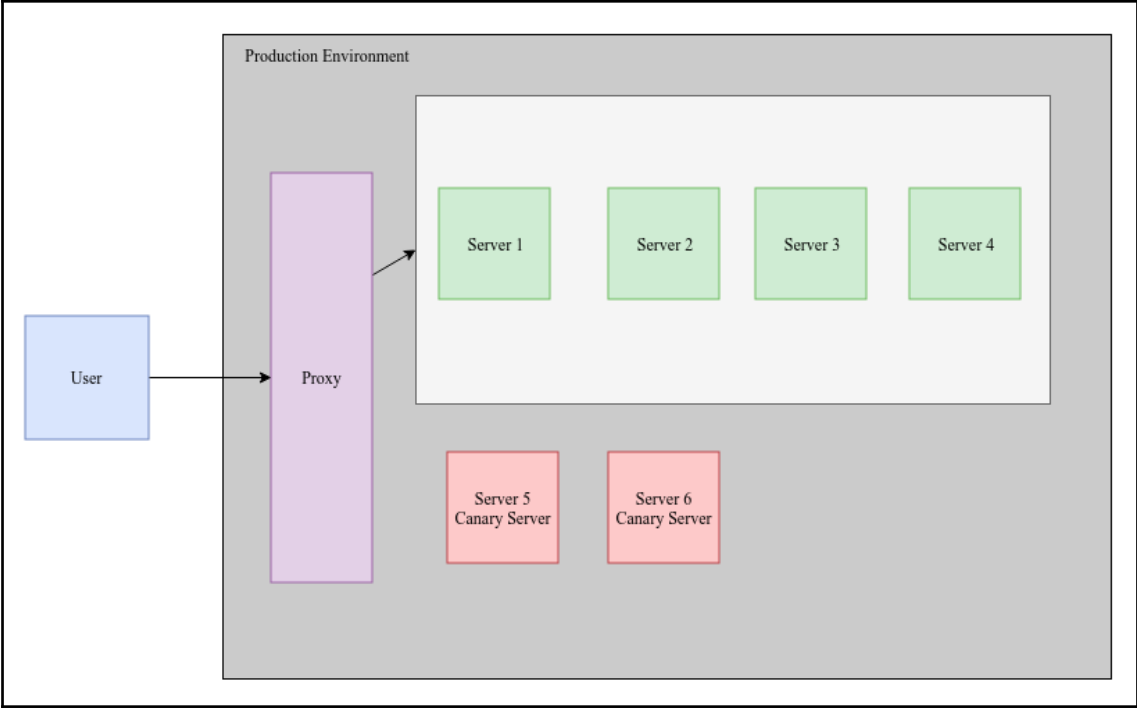 Production Environment
Server 1
Server 2
Server 3
Server 4
User
Proxy
Server 5
Canary Server
Server 6
Canary Server